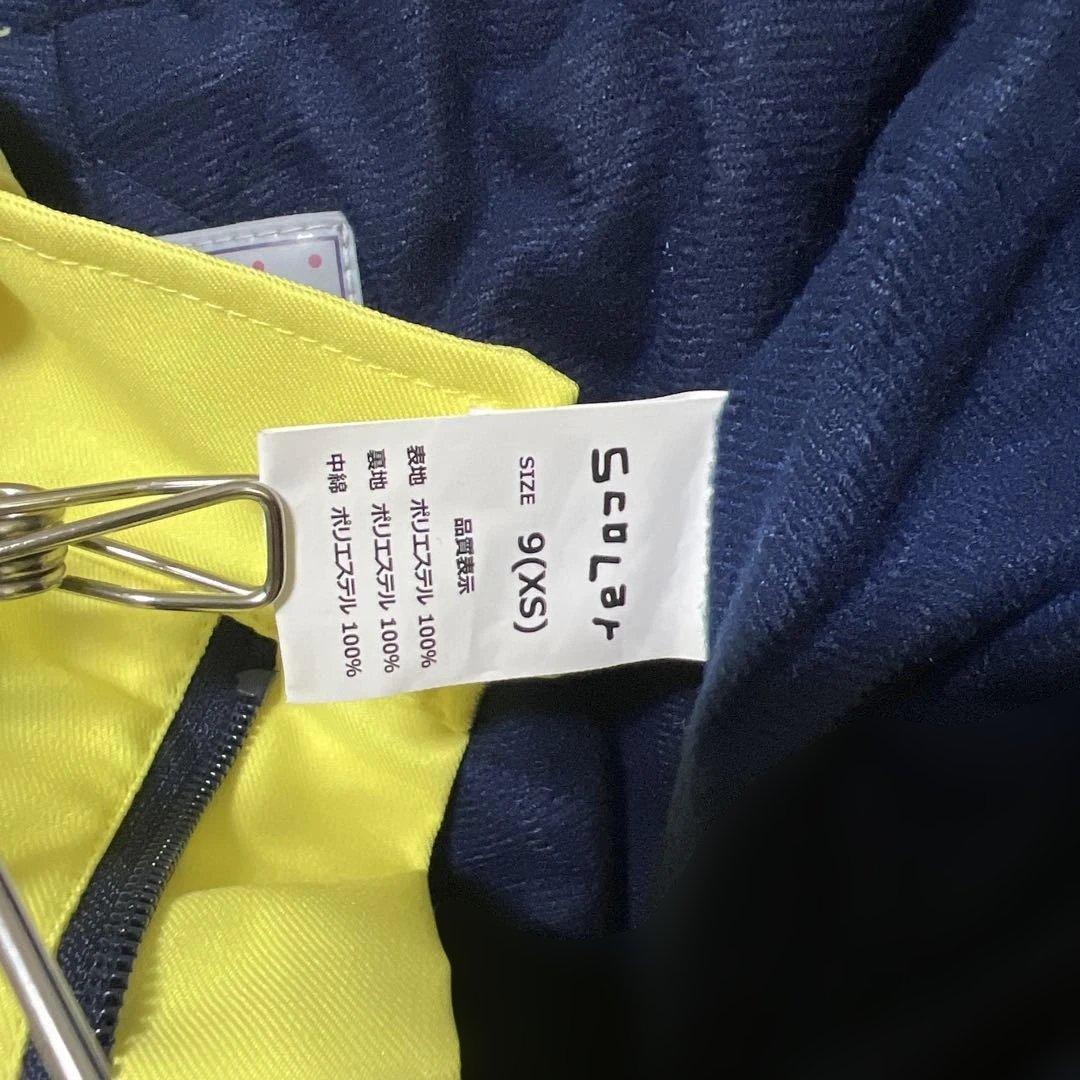 ScoLar
SIZE 9(XS)
品質表示
表地 ポリエステル 100%
裏地 ポリエステル 100%
中綿 ポリエステル 100%